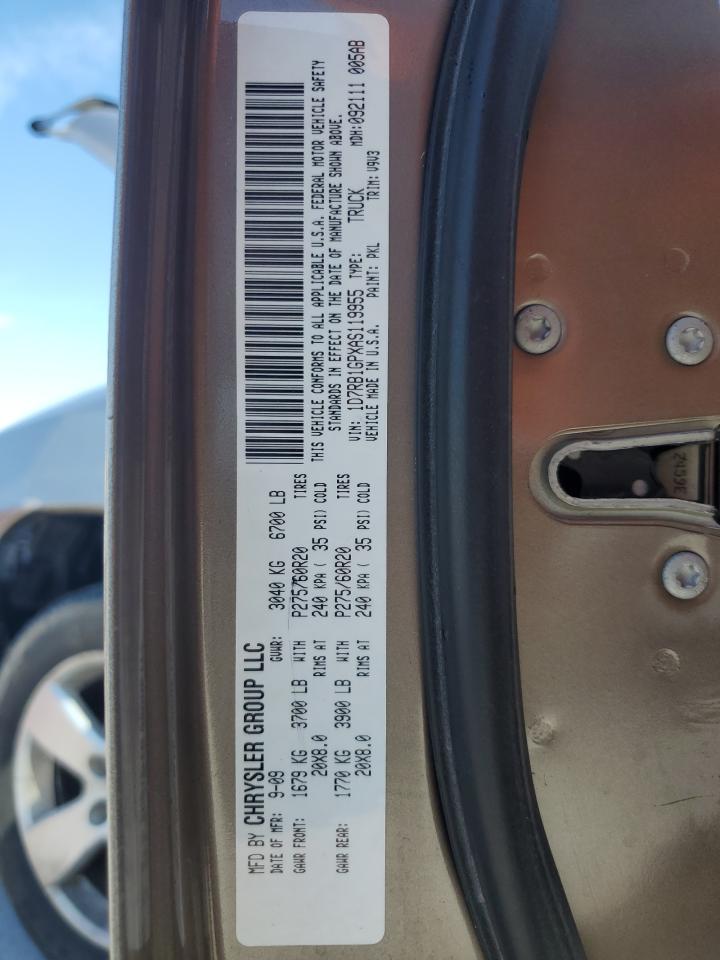 MFD BY CHRYSLER GROUP LLC
DATE OF MFR: 9-09 GVWR: 3040 KG 6700 LB
GAWR FRONT: 1679 KG 3700 LB WITH P275/60R20 TIRES
20X8.0 RIMS AT 240 KPA ( 35 PSI) COLD
GAWR REAR: 1770 KG 3900 LB WITH P275/60R20 TIRES
20X8.0 RIMS AT 240 KPA ( 35 PSI) COLD
THIS VEHICLE CONFORMS TO ALL APPLICABLE U.S.A. FEDERAL MOTOR VEHICLE SAFETY
STANDARDS IN EFFECT ON THE DATE OF MANUFACTURE SHOWN ABOVE.
VIN: 1D7RB1GPXAS119955 TYPE: TRUCK MDH:092111 005AB
VEHICLE MADE IN U.S.A. PAINT: PKL TRIM: V9V3